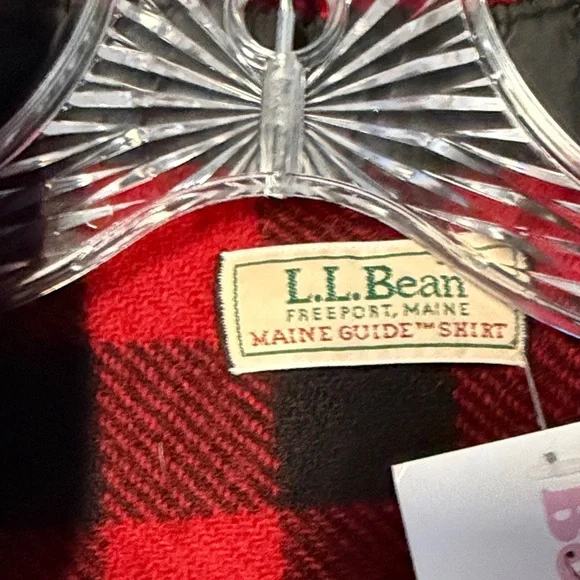 L.L.Bean
FREEPORT, MAINE
MAINE GUIDE™ SHIRT